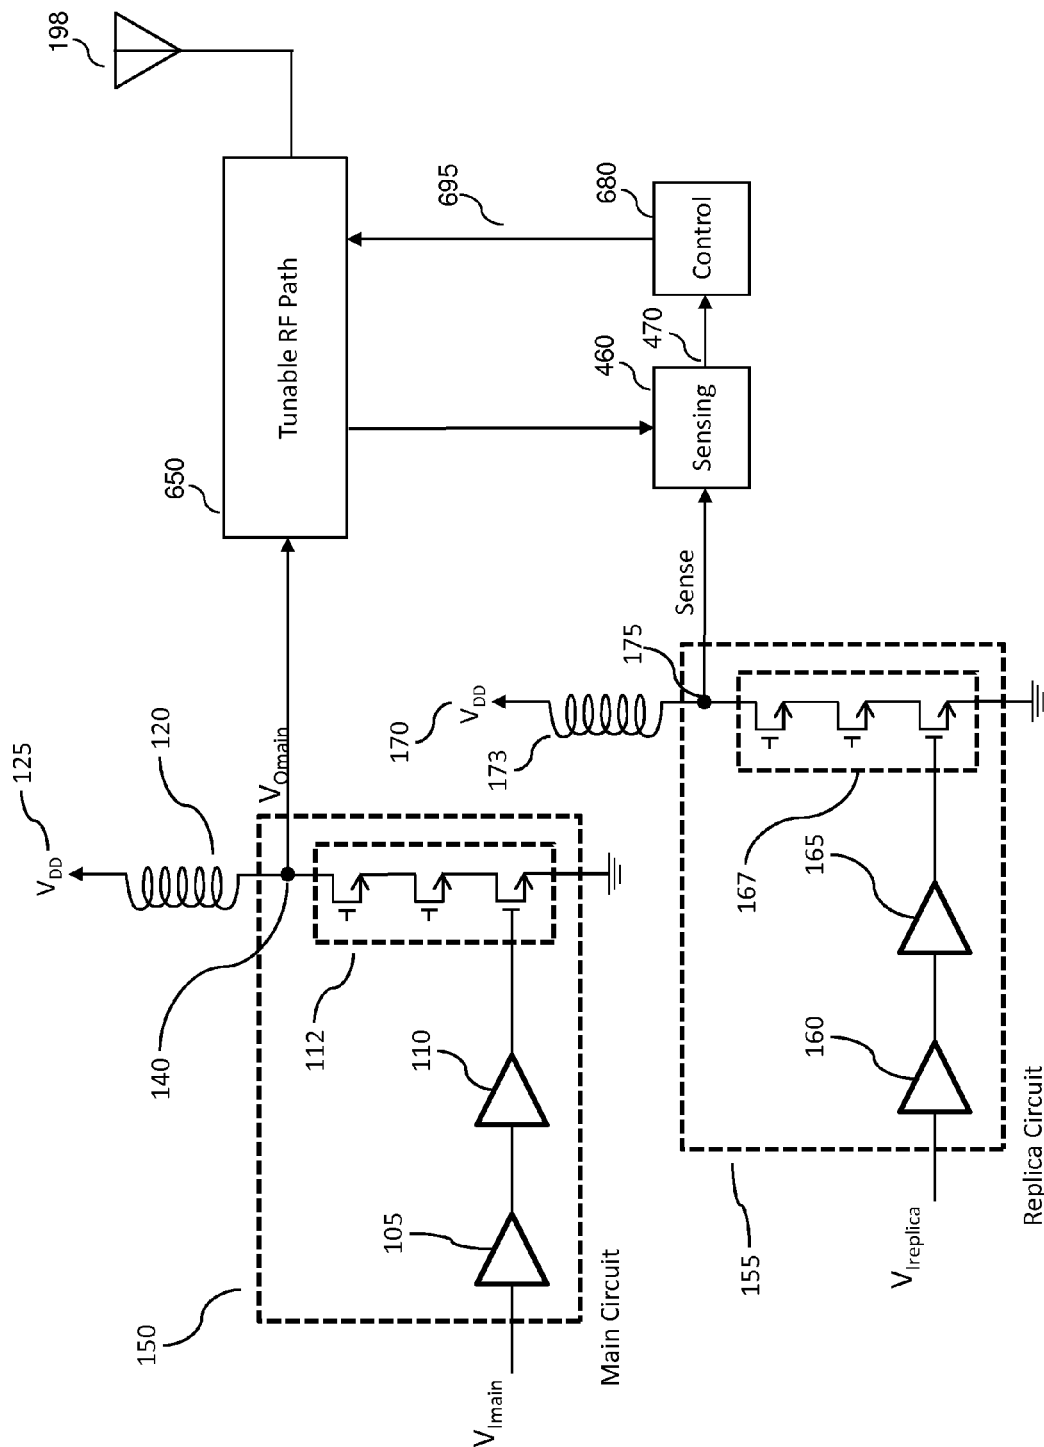 198
650
Tunable RF Path
695
680
Control
470
460
Sensing
Sense
175
170
V_DD
173
125
V_DD
120
V_Omain
140
112
110
105
150
Main Circuit
V_Imain
167
165
160
155
Replica Circuit
V_Ireplica